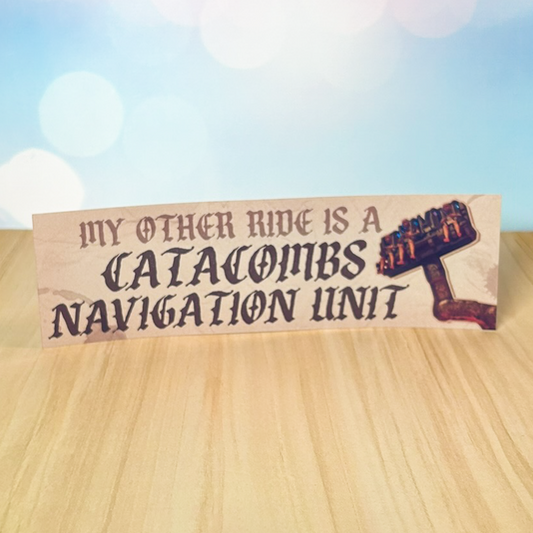 MY OTHER RIDE IS A
CATACOMBS
NAVIGATION UNIT